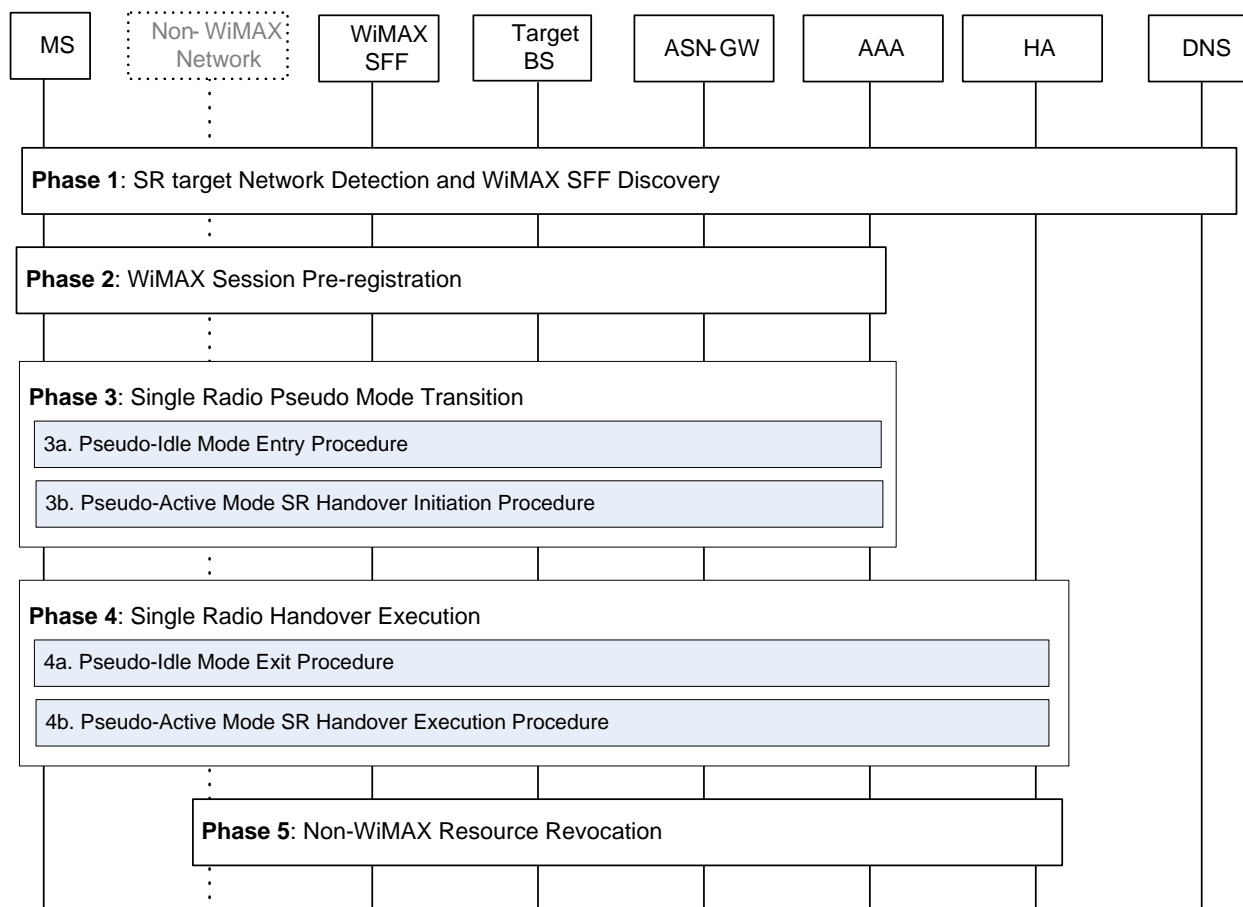 MS
Non-WiMAX
Network
WiMAX
SFF
Target
BS
ASN-GW
AAA
HA
DNS
Phase 1: SR target Network Detection and WiMAX SFF Discovery
Phase 2: WiMAX Session Pre-registration
Phase 3: Single Radio Pseudo Mode Transition
3a. Pseudo-Idle Mode Entry Procedure
3b. Pseudo-Active Mode SR Handover Initiation Procedure
Phase 4: Single Radio Handover Execution
4a. Pseudo-Idle Mode Exit Procedure
4b. Pseudo-Active Mode SR Handover Execution Procedure
Phase 5: Non-WiMAX Resource Revocation